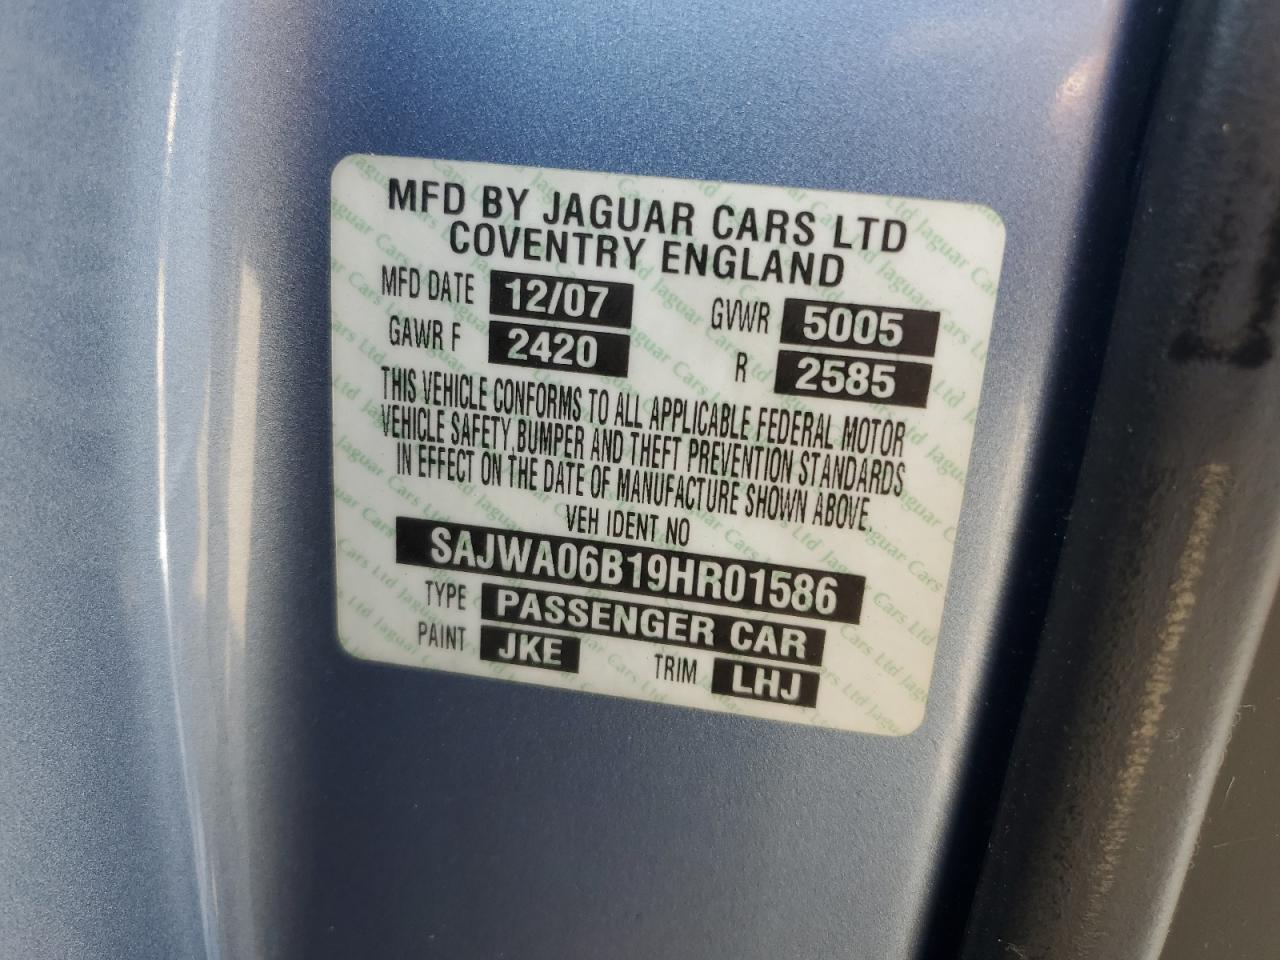 MFD BY JAGUAR CARS LTD
COVENTRY ENGLAND
MFD DATE 12/07 GVWR 5005
GAWR F 2420 R 2585
THIS VEHICLE CONFORMS TO ALL APPLICABLE FEDERAL MOTOR
VEHICLE SAFETY,BUMPER AND THEFT PREVENTION STANDARDS
IN EFFECT ON THE DATE OF MANUFACTURE SHOWN ABOVE.
VEH IDENT NO
SAJWA06B19HR01586
TYPE PASSENGER CAR
PAINT JKE TRIM LHJ